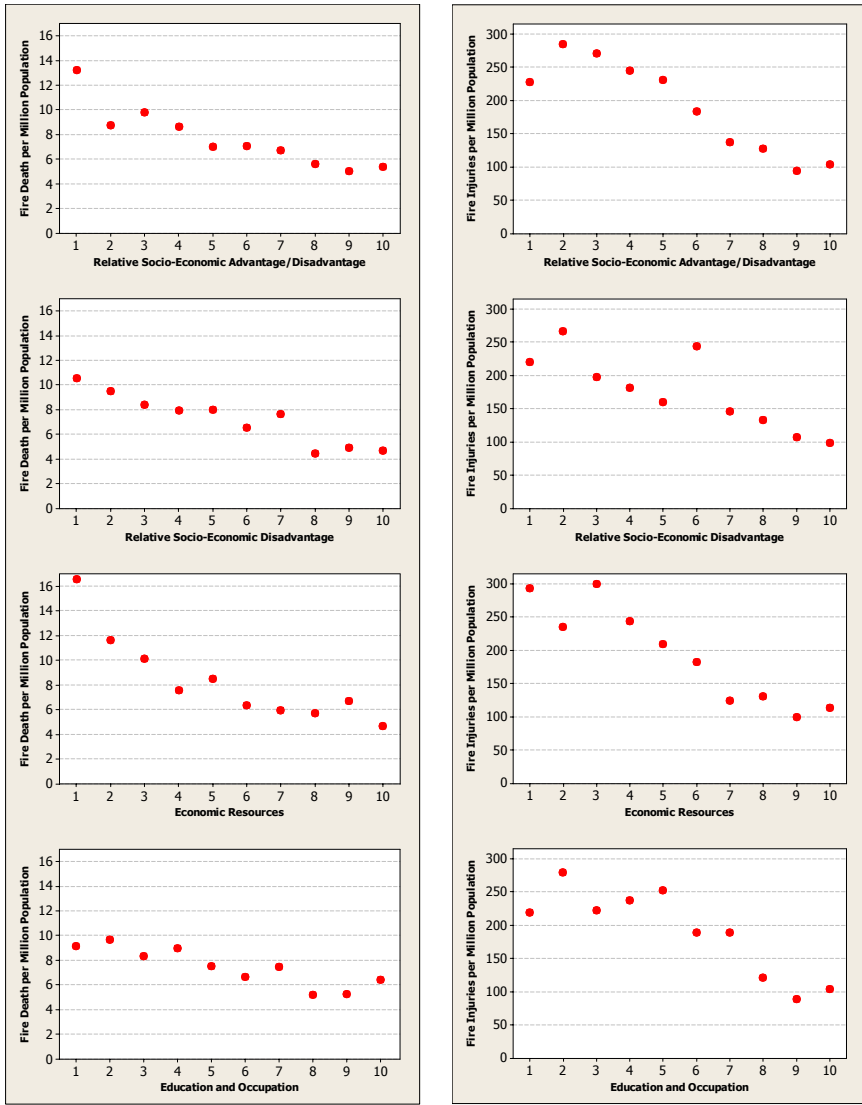 Fire Death per Million Population
16
14
12
10
8
6
4
2
0
1 2 3 4 5 6 7 8 9 10
Relative Socio-Economic Advantage/Disadvantage
Fire Injuries per Million Population
300
250
200
150
100
50
0
1 2 3 4 5 6 7 8 9 10
Relative Socio-Economic Advantage/Disadvantage
Fire Death per Million Population
16
14
12
10
8
6
4
2
0
1 2 3 4 5 6 7 8 9 10
Relative Socio-Economic Disadvantage
Fire Injuries per Million Population
300
250
200
150
100
50
0
1 2 3 4 5 6 7 8 9 10
Relative Socio-Economic Disadvantage
Fire Death per Million Population
16
14
12
10
8
6
4
2
0
1 2 3 4 5 6 7 8 9 10
Economic Resources
Fire Injuries per Million Population
300
250
200
150
100
50
0
1 2 3 4 5 6 7 8 9 10
Economic Resources
Fire Death per Million Population
16
14
12
10
8
6
4
2
0
1 2 3 4 5 6 7 8 9 10
Education and Occupation
Fire Injuries per Million Population
300
250
200
150
100
50
0
1 2 3 4 5 6 7 8 9 10
Education and Occupation